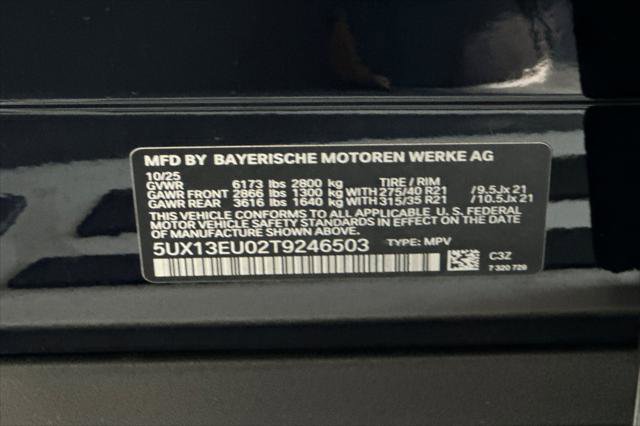 MFD BY BAYERISCHE MOTOREN WERKE AG
10/25
GVWR 6173 lbs 2800 kg TIRE / RIM
GAWR FRONT 2866 lbs 1300 kg WITH 275/40 R21 / 9.5Jx 21
GAWR REAR 3616 lbs 1640 kg WITH 315/35 R21 / 10.5Jx 21
THIS VEHICLE CONFORMS TO ALL APPLICABLE U. S. FEDERAL
MOTOR VEHICLE SAFETY STANDARDS IN EFFECT ON THE DATE
OF MANUFACTURE SHOWN ABOVE.
5UX13EU02T9246503 TYPE: MPV
C3Z
7 320 729